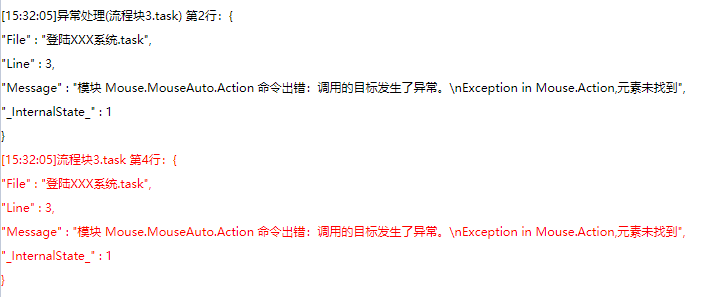 [15:32:05]异常处理(流程块3.task) 第2行：{
"File" : "登陆XXX系统.task",
"Line" : 3,
"Message" : "模块 Mouse.MouseAuto.Action 命令出错：调用的目标发生了异常。\nException in Mouse.Action,元素未找到",
"_InternalState_" : 1
}
[15:32:05]流程块3.task 第4行：{
"File" : "登陆XXX系统.task",
"Line" : 3,
"Message" : "模块 Mouse.MouseAuto.Action 命令出错：调用的目标发生了异常。\nException in Mouse.Action,元素未找到",
"_InternalState_" : 1
}